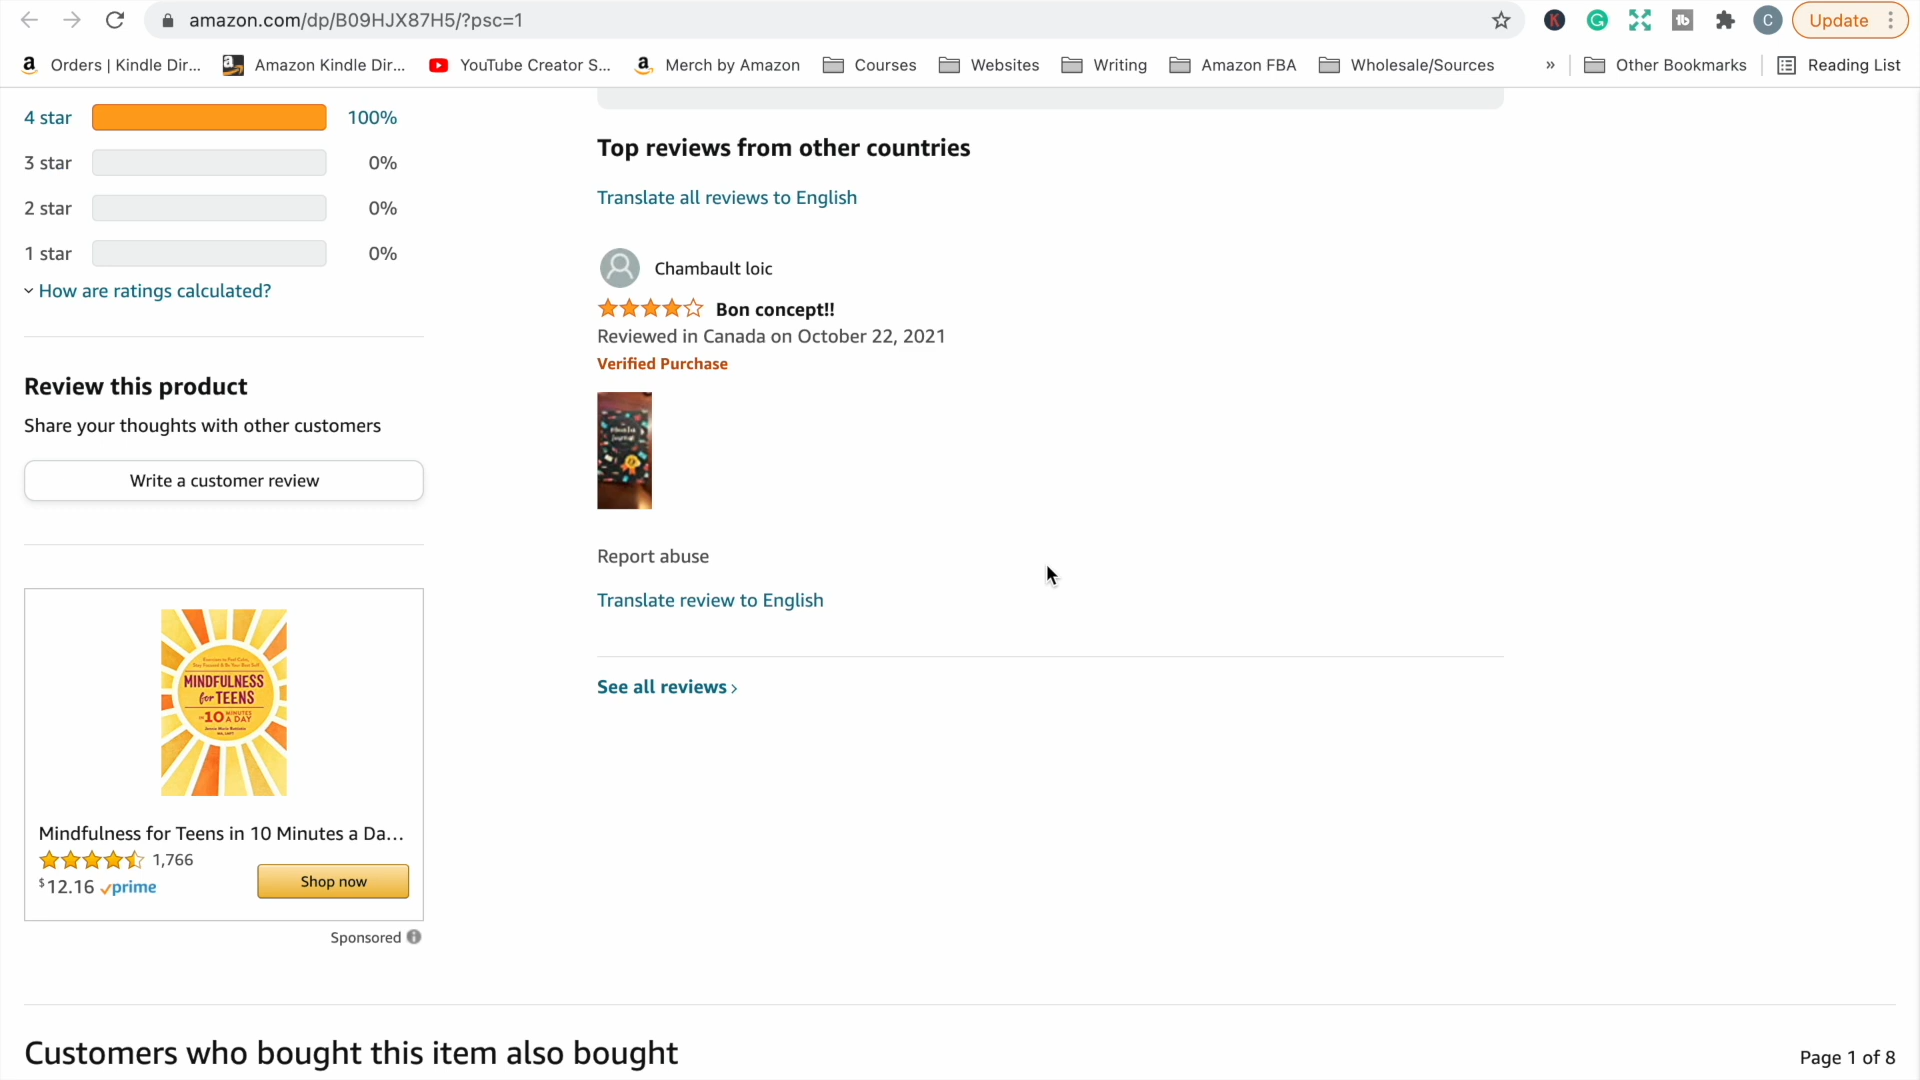 amazon.com/dp/B09HJX87H5/?psc=1
Update
Orders | Kindle Dir...
Amazon Kindle Dir...
YouTube Creator S...
Merch by Amazon
Courses
Websites
Writing
Amazon FBA
Wholesale/Sources
»
Other Bookmarks
Reading List
4 star 100%
3 star 0%
2 star 0%
1 star 0%
How are ratings calculated?
Review this product
Share your thoughts with other customers
Write a customer review
MINDFULNESS
for TEENS
in 10 MINUTES A DAY
Mindfulness for Teens in 10 Minutes a Da...
1,766
$12.16 prime
Shop now
Sponsored
Top reviews from other countries
Translate all reviews to English
Chambault loic
Bon concept!!
Reviewed in Canada on October 22, 2021
Verified Purchase
Report abuse
Translate review to English
See all reviews ›
Customers who bought this item also bought
Page 1 of 8